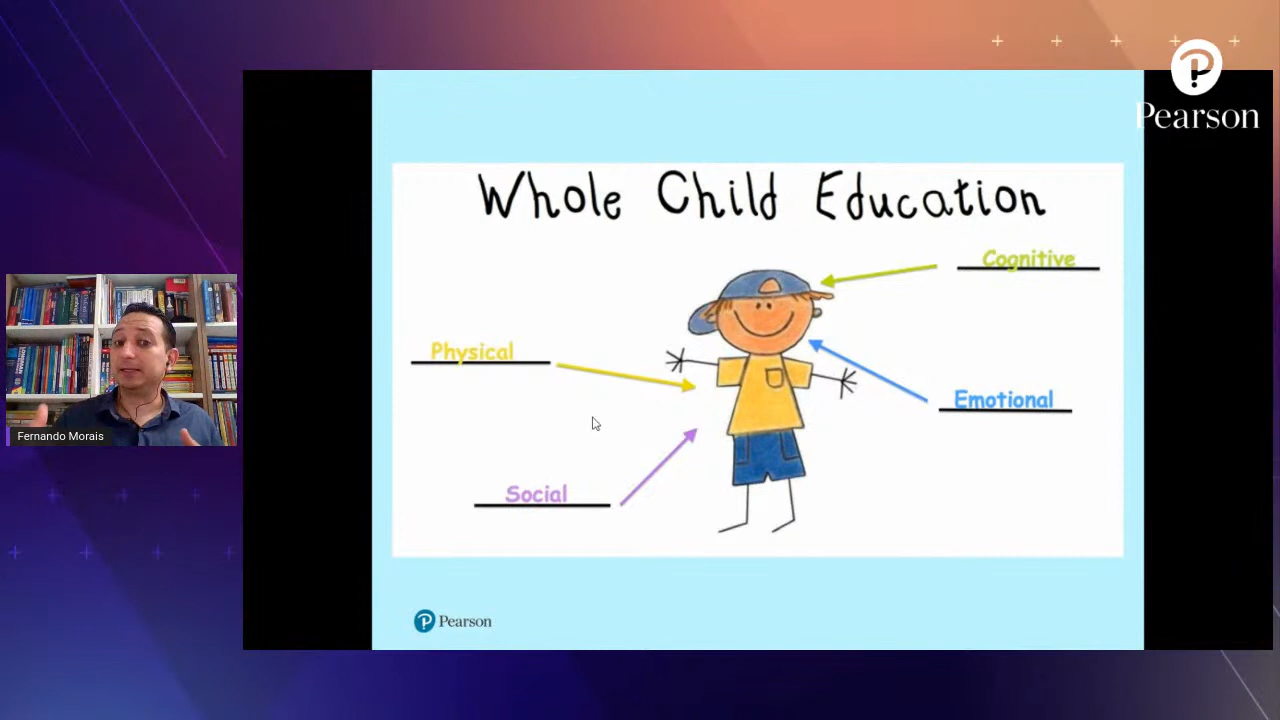 Pearson
Whole Child Education
Cognitive
Physical
Emotional
Fernando Morais
Social
Pearson